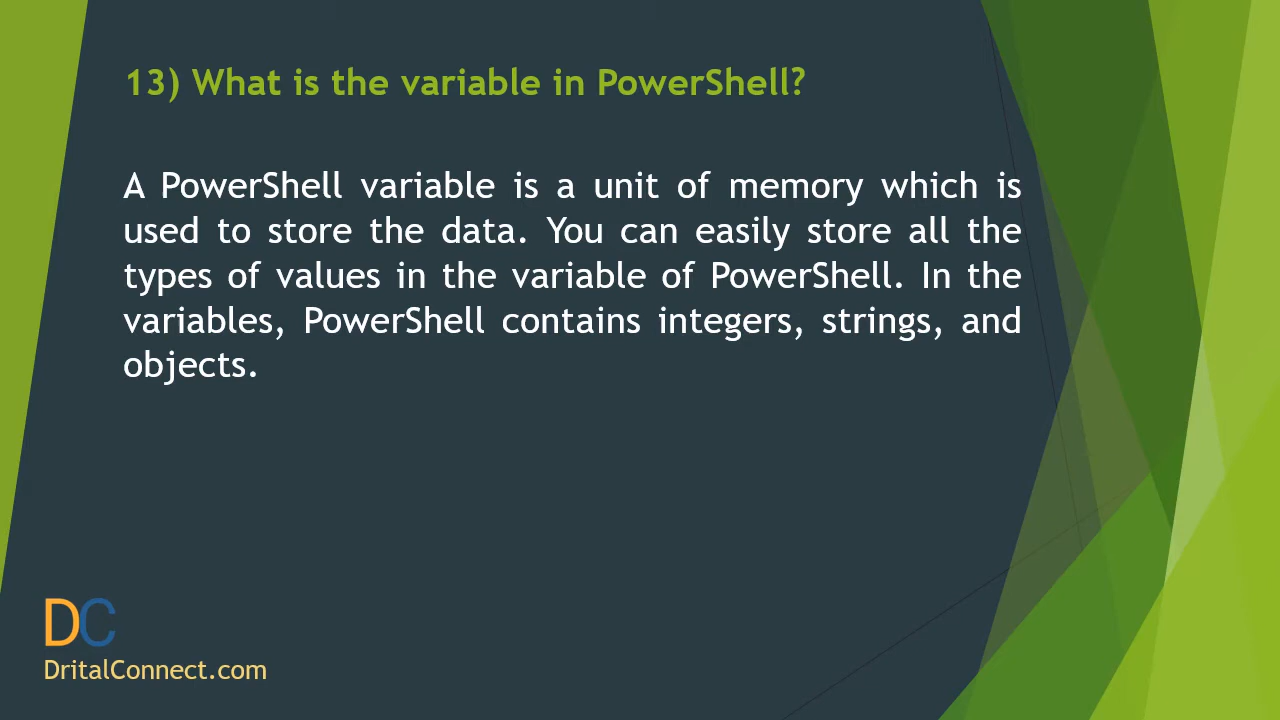 13) What is the variable in PowerShell?
A PowerShell variable is a unit of memory which is
used to store the data. You can easily store all the
types of values in the variable of PowerShell. In the
variables, PowerShell contains integers, strings, and
objects.
DC
DritalConnect.com